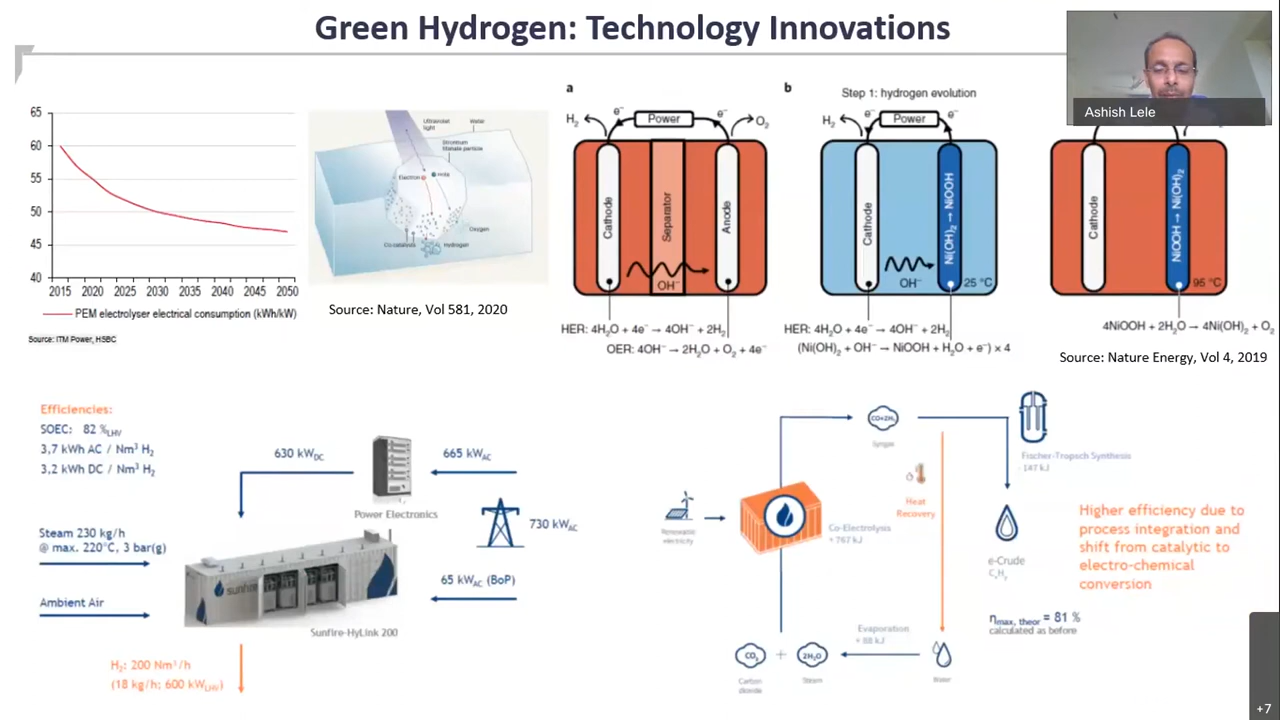 Green Hydrogen: Technology Innovations
Ashish Lele
65
60
55
50
45
40
2015 2020 2025 2030 2035 2040 2045 2050
PEM electrolyser electrical consumption (kWh/kW)
Source: ITM Power, HSBC
Ultraviolet
light
Water
Strontium
titanate particle
Electron
Hole
Oxygen
Co-catalysts
Hydrogen
Source: Nature, Vol 581, 2020
a
H₂
e⁻
Power
e⁻
O₂
Cathode
Separator
Anode
OH⁻
HER: 4H₂O + 4e⁻ → 4OH⁻ + 2H₂
OER: 4OH⁻ → 2H₂O + O₂ + 4e⁻
b
Step 1: hydrogen evolution
H₂
e⁻
Power
e⁻
Cathode
Ni(OH)₂ → NiOOH
OH⁻
25 °C
HER: 4H₂O + 4e⁻ → 4OH⁻ + 2H₂
(Ni(OH)₂ + OH⁻ → NiOOH + H₂O + e⁻) × 4
Cathode
NiOOH → Ni(OH)₂
95 °C
4NiOOH + 2H₂O → 4Ni(OH)₂ + O₂
Source: Nature Energy, Vol 4, 2019
Efficiencies:
SOEC: 82 %LHV
3,7 kWh AC / Nm³ H₂
3,2 kWh DC / Nm³ H₂
630 kWDC
665 kWAC
Power Electronics
730 kWAC
Steam 230 kg/h
@ max. 220°C, 3 bar(g)
65 kWAC (BoP)
Ambient Air
sunfire
Sunfire-HyLink 200
H₂: 200 Nm³/h
(18 kg/h; 600 kWLHV)
Renewable
electricity
Co-Electrolysis
+ 767 kJ
CO+2H₂
Syngas
Heat
Recovery
Fischer-Tropsch Synthesis
- 147 kJ
e-Crude
CₓHᵧ
Higher efficiency due to
process integration and
shift from catalytic to
electro-chemical
conversion
ηmax, theor = 81 %
calculated as before
Evaporation
+ 88 kJ
CO₂
+
2H₂O
Carbon
dioxide
Steam
Water
+7